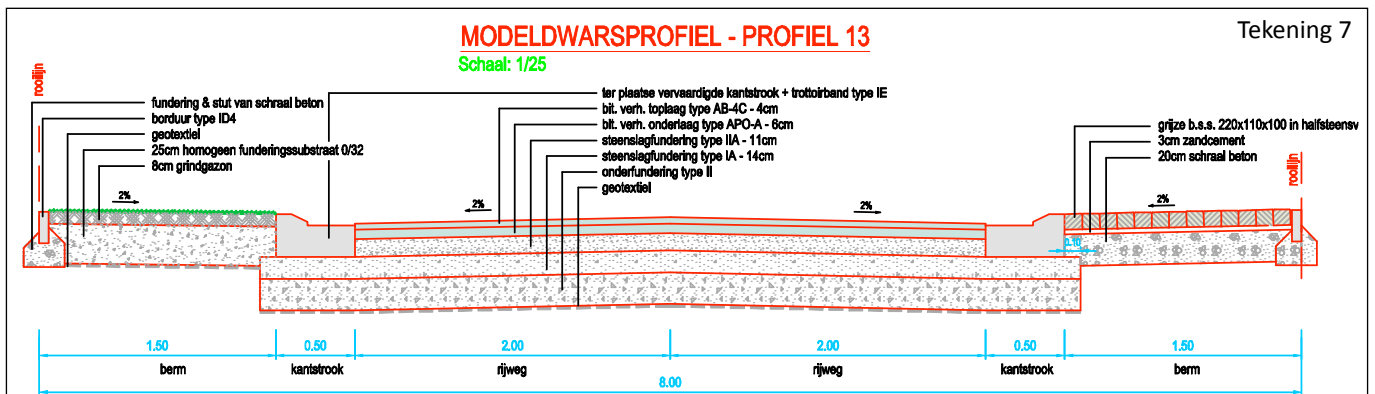 Tekening 7
MODELDWARSPROFIEL - PROFIEL 13
Schaal: 1/25
rooilijn
fundering & stut van schraal beton
borduur type ID4
geotextiel
25cm homogeen funderingssubstraat 0/32
8cm grindgazon
ter plaatse vervaardigde kantstrook + trottoirband type IE
bit. verh. toplaag type AB-4C - 4cm
bit. verh. onderlaag type APO-A - 6cm
steenslagfundering type IIA - 11cm
steenslagfundering type IA - 14cm
onderfundering type II
geotextiel
grijze b.s.s. 220x110x100 in halfsteensv
3cm zandcement
20cm schraal beton
rooilijn
2%
2%
2%
2%
0.10
1.50
0.50
2.00
2.00
0.50
1.50
berm
kantstrook
rijweg
rijweg
kantstrook
berm
8.00